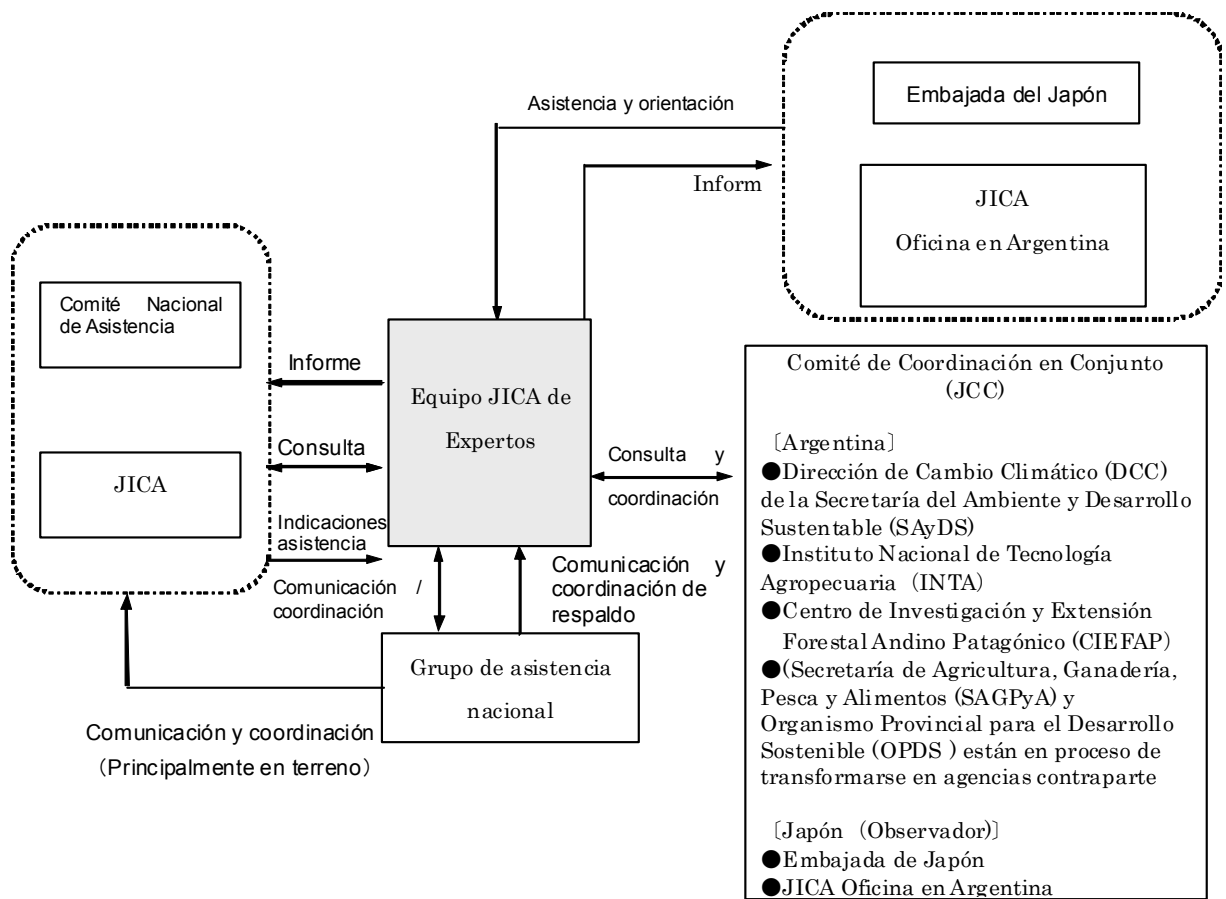 Asistencia y orientación
Inform
Embajada del Japón
JICA
Oficina en Argentina
Comité Nacional
de Asistencia
JICA
Informe
Consulta
Indicaciones
asistencia
Comunicación /
coordinación
Equipo JICA de
Expertos
Consulta y
coordinación
Comunicación y
coordinación de
respaldo
Grupo de asistencia
nacional
Comunicación y coordinación
（Principalmente en terreno）
Comité de Coordinación en Conjunto
(JCC)
〔Argentina〕
●Dirección de Cambio Climático (DCC)
de la Secretaría del Ambiente y Desarrollo
Sustentable (SAyDS)
●Instituto Nacional de Tecnología
Agropecuaria （INTA）
●Centro de Investigación y Extensión
Forestal Andino Patagónico (CIEFAP）
●(Secretaría de Agricultura, Ganadería,
Pesca y Alimentos (SAGPyA) y
Organismo Provincial para el Desarrollo
Sostenible (OPDS ) están en proceso de
transformarse en agencias contraparte
〔Japón （Observador)〕
●Embajada de Japón
●JICA Oficina en Argentina